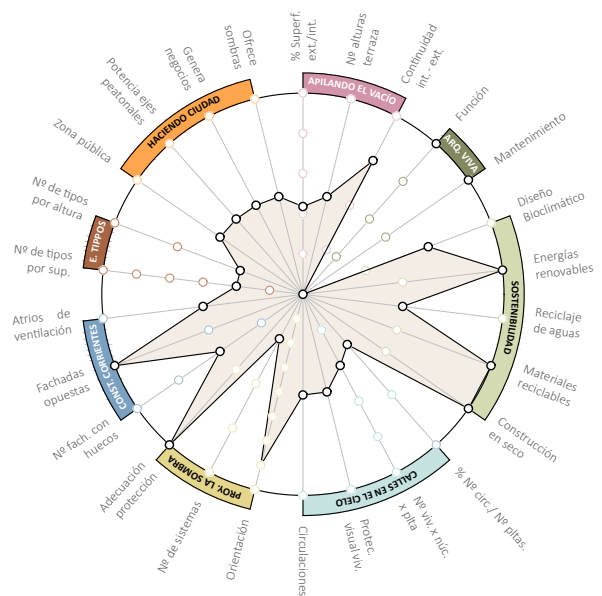 % Superf.
ext./int.
Nº alturas
terraza
Continuidad
int. - ext.
APILANDO EL VACÍO
Función
Mantenimiento
ARQ. VIVA
Diseño
Bioclimático
Energías
renovables
Reciclaje
de aguas
Materiales
reciclables
Construcción
en seco
SOSTENIBILIDAD
% Nº circ./ Nº pltas.
Nº viv. x núc.
x plta
Protec.
visual viv.
Circulaciones
CALLES EN EL CIELO
Orientación
Nº de sistemas
Adecuación
protección
PROY. LA SOMBRA
Nº fach. con
huecos
Fachadas
opuestas
Atrios de
ventilación
CONST. CORRIENTES
Nº de tipos
por sup.
Nº de tipos
por altura
E. TIPPOS
Zona pública
Potencia ejes
peatonales
Genera
negocios
Ofrece
sombras
HACIENDO CIUDAD